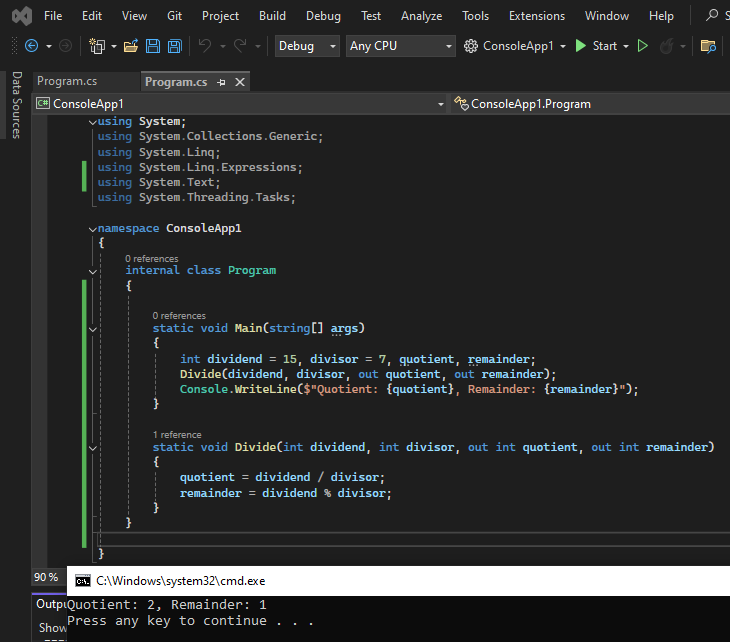 File Edit View Git Project Build Debug Test Analyze Tools Extensions Window Help
Debug Any CPU ConsoleApp1 Start
Data Sources
Program.cs Program.cs
C# ConsoleApp1 ConsoleApp1.Program
using System;
using System.Collections.Generic;
using System.Linq;
using System.Linq.Expressions;
using System.Text;
using System.Threading.Tasks;
namespace ConsoleApp1
{
0 references
internal class Program
{
0 references
static void Main(string[] args)
{
int dividend = 15, divisor = 7, quotient, remainder;
Divide(dividend, divisor, out quotient, out remainder);
Console.WriteLine($"Quotient: {quotient}, Remainder: {remainder}");
}
1 reference
static void Divide(int dividend, int divisor, out int quotient, out int remainder)
{
quotient = dividend / divisor;
remainder = dividend % divisor;
}
}
}
90 %
C:\Windows\system32\cmd.exe
Outpu
Quotient: 2, Remainder: 1
Press any key to continue . . .
Show